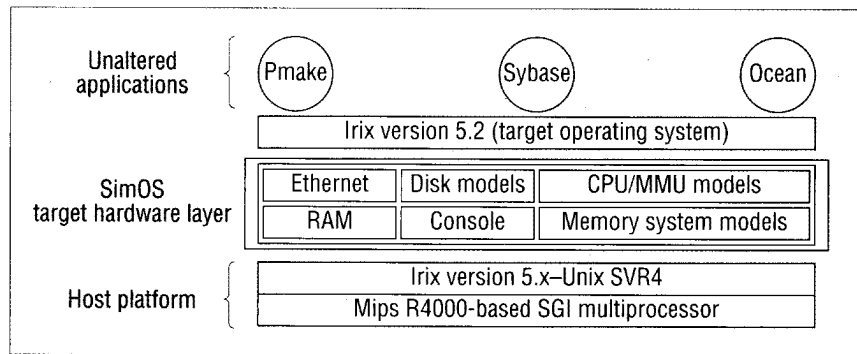 Unaltered
applications
Pmake
Sybase
Ocean
Irix version 5.2 (target operating system)
SimOS
target hardware layer
Ethernet
Disk models
CPU/MMU models
RAM
Console
Memory system models
Host platform
Irix version 5.x–Unix SVR4
Mips R4000-based SGI multiprocessor